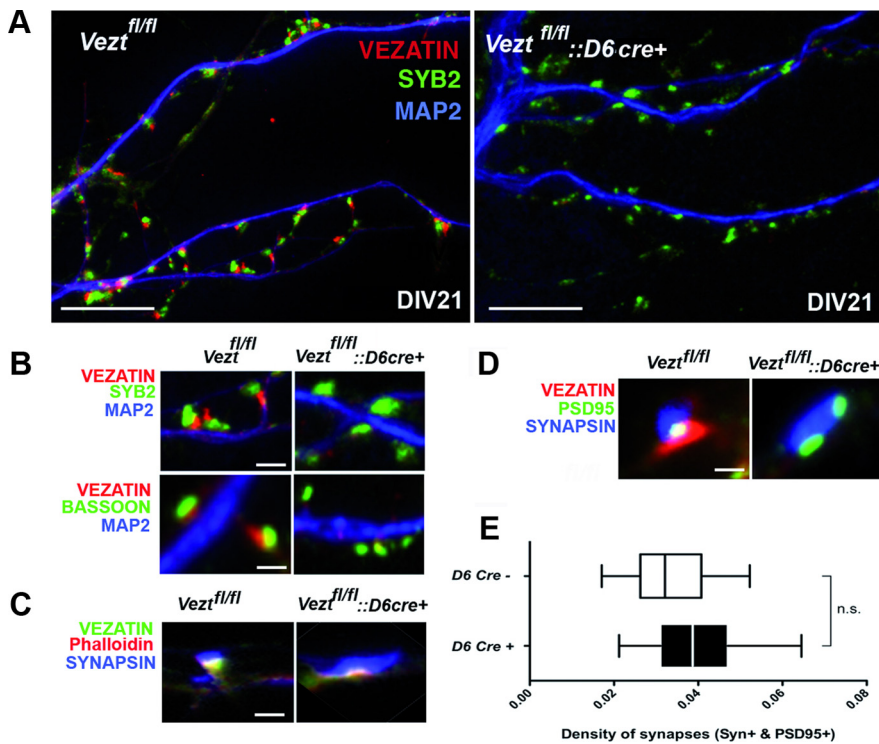 A
Vezt fl/fl
VEZATIN
SYB2
MAP2
DIV21
Vezt fl/fl ::D6 cre+
DIV21
B
Vezt fl/fl
Vezt fl/fl ::D6cre+
VEZATIN
SYB2
MAP2
VEZATIN
BASSOON
MAP2
C
Vezt fl/fl
Vezt fl/fl ::D6cre+
VEZATIN
Phalloidin
SYNAPSIN
D
Vezt fl/fl
Vezt fl/fl ::D6cre+
VEZATIN
PSD95
SYNAPSIN
E
D6 Cre -
D6 Cre +
n.s.
0.00
0.02
0.04
0.06
0.08
Density of synapses (Syn+ & PSD95+)